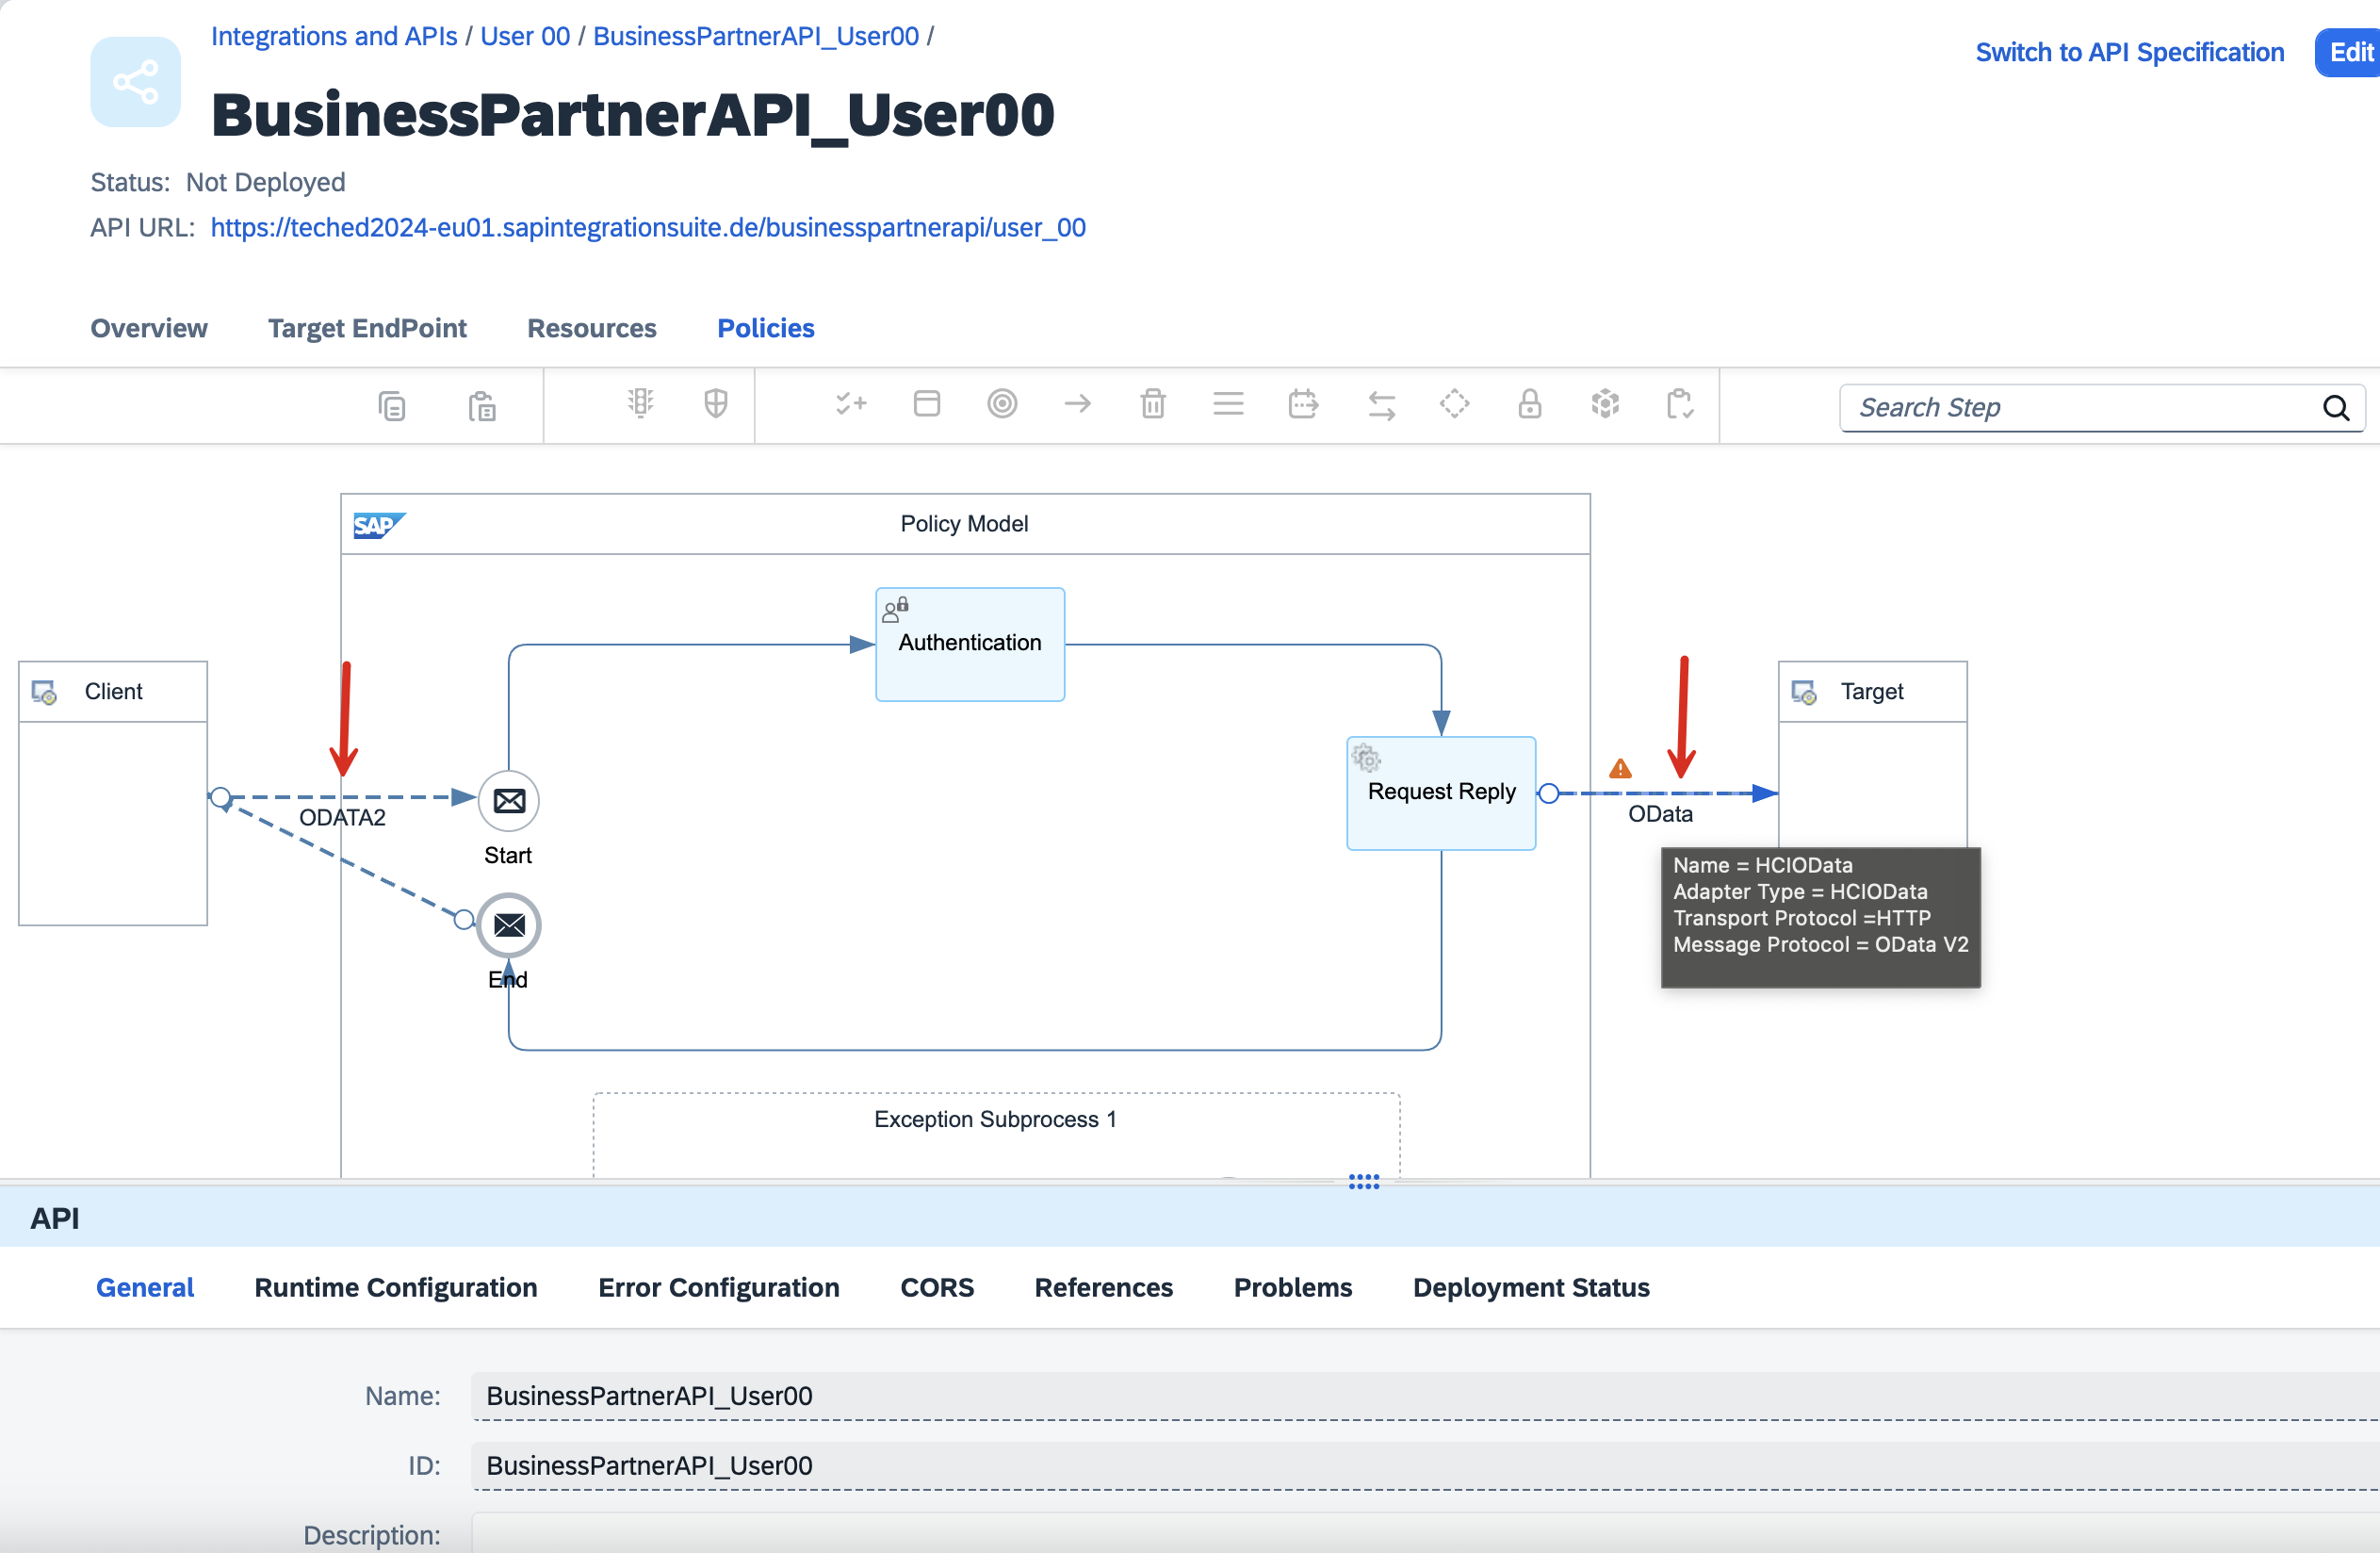 Integrations and APIs / User 00 / BusinessPartnerAPI_User00 /
Switch to API Specification
Edit
BusinessPartnerAPI_User00
Status: Not Deployed
API URL: https://teched2024-eu01.sapintegrationsuite.de/businesspartnerapi/user_00
Overview Target EndPoint Resources Policies
Search Step
SAP
Policy Model
Authentication
Client
Target
Request Reply
ODATA2
OData
Start
Name = HCIOData
Adapter Type = HCIOData
Transport Protocol =HTTP
Message Protocol = OData V2
End
Exception Subprocess 1
API
General Runtime Configuration Error Configuration CORS References Problems Deployment Status
Name: BusinessPartnerAPI_User00
ID: BusinessPartnerAPI_User00
Description: